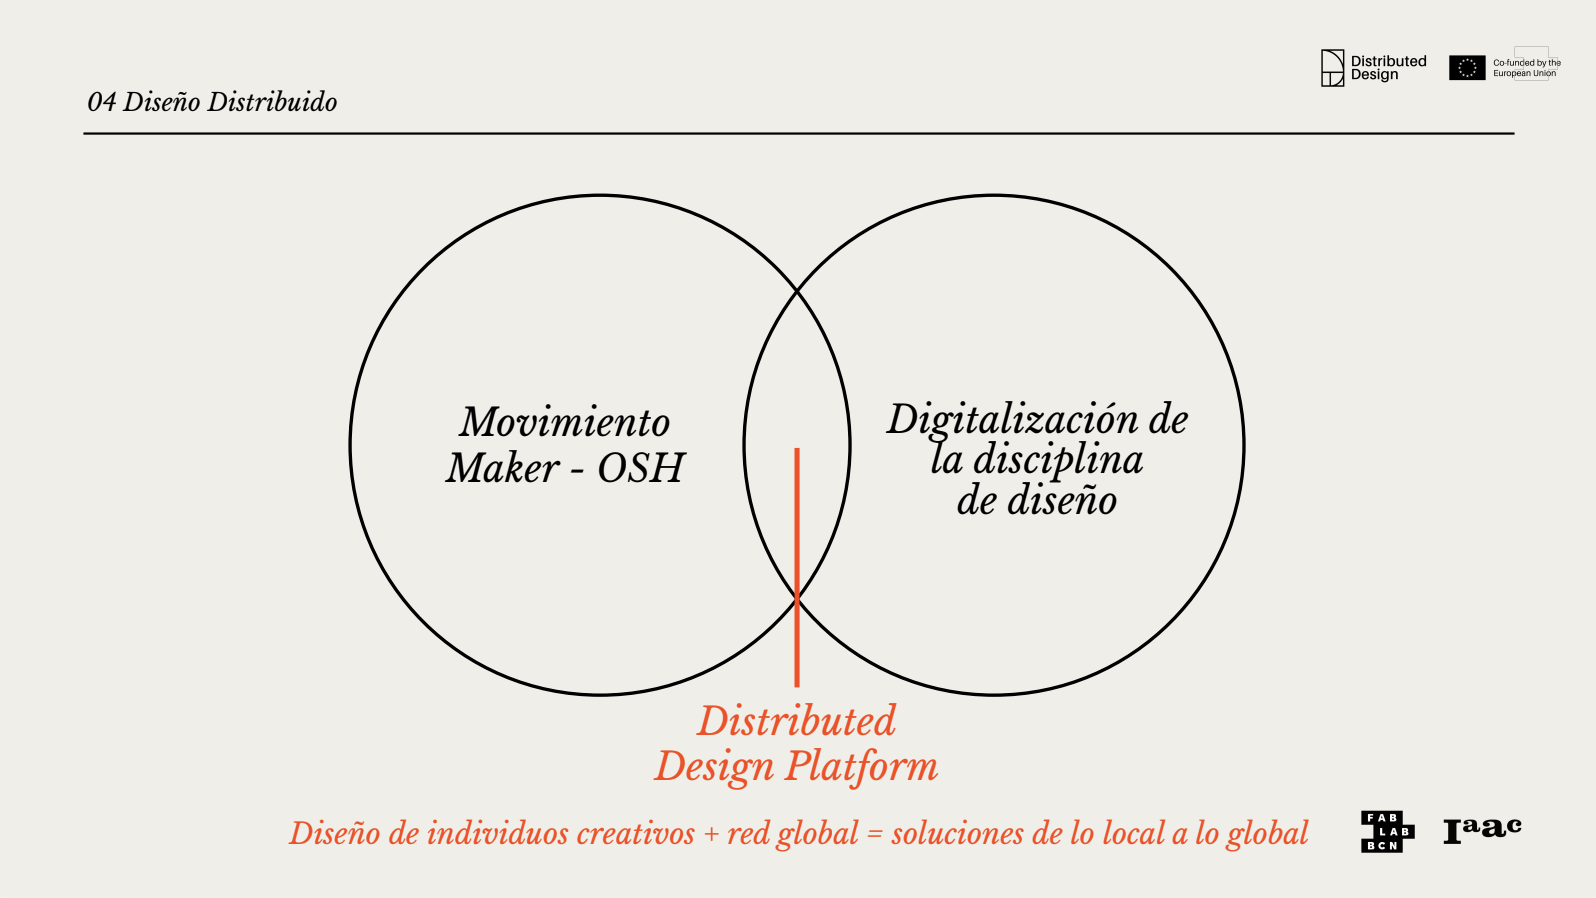 Distributed
Design
Co-funded by the
European Union
04 Diseño Distribuido
Movimiento
Maker - OSH
Digitalización de
la disciplina
de diseño
Distributed
Design Platform
Diseño de individuos creativos + red global = soluciones de lo local a lo global
FAB
LAB
BCN
Iaac